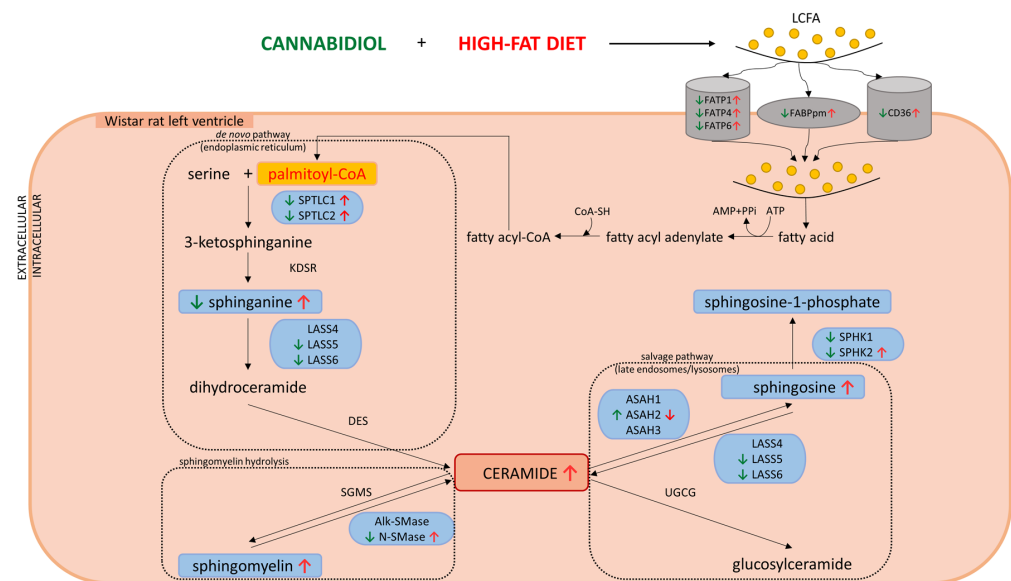 LCFA
CANNABIDIOL + HIGH-FAT DIET
↓FATP1↑
↓FATP4↑
↓FATP6↑
↓FABPpm↑
↓CD36↑
Wistar rat left ventricle
EXTRACELLULAR
INTRACELLULAR
de novo pathway
(endoplasmic reticulum)
serine + palmitoyl-CoA
↓ SPTLC1 ↑
↓ SPTLC2 ↑
3-ketosphinganine
KDSR
↓ sphinganine ↑
LASS4
↓ LASS5
↓ LASS6
dihydroceramide
DES
fatty acyl-CoA
CoA-SH
fatty acyl adenylate
AMP+PPi
ATP
fatty acid
sphingosine-1-phosphate
↓ SPHK1
↓ SPHK2 ↑
salvage pathway
(late endosomes/lysosomes)
sphingosine ↑
ASAH1
↑ ASAH2 ↓
ASAH3
LASS4
↓ LASS5
↓ LASS6
CERAMIDE ↑
UGCG
glucosylceramide
sphingomyelin hydrolysis
SGMS
Alk-SMase
↓ N-SMase ↑
sphingomyelin ↑